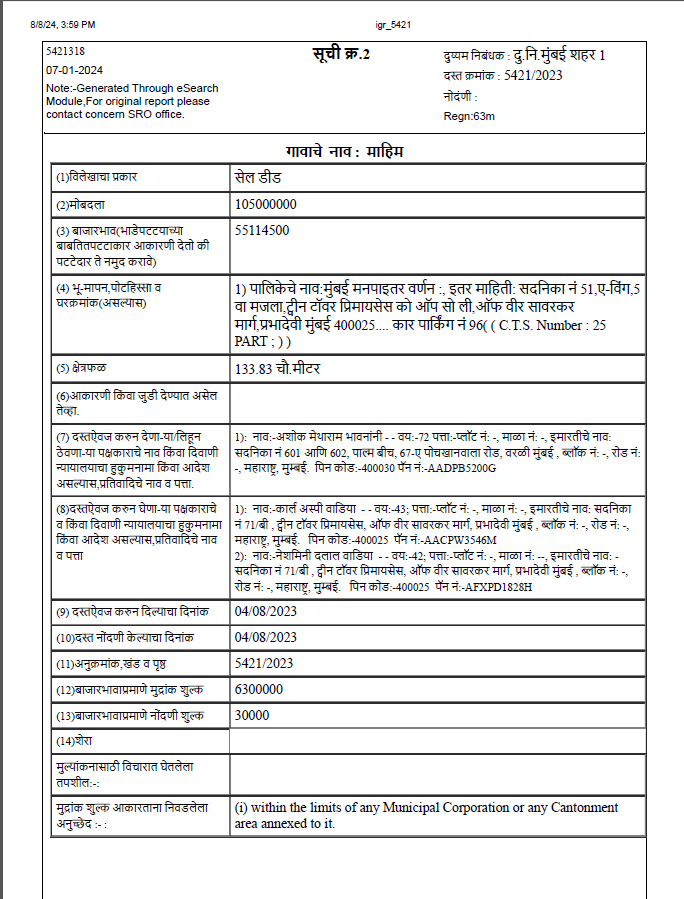 8/8/24, 3:59 PM
igr_5421
5421318
07-01-2024
Note:-Generated Through eSearch
Module,For original report please
contact concern SRO office.
सूची क्र.2
दुय्यम निबंधक : दु.नि.मुंबई शहर 1
दस्त क्रमांक : 5421/2023
नोदंणी :
Regn:63m
गावाचे नाव : माहिम
(1)विलेखाचा प्रकार
सेल डीड
(2)मोबदला
105000000
(3) बाजारभाव(भाडेपटटयाच्या
बाबतितपटटाकार आकारणी देतो की
पटटेदार ते नमुद करावे)
55114500
(4) भू-मापन,पोटहिस्सा व
घरक्रमांक(असल्यास)
1) पालिकेचे नाव:मुंबई मनपाइतर वर्णन :, इतर माहिती: सदनिका नं 51,ए-विंग,5
वा मजला,ट्वीन टॉवर प्रिमायसेस को ऑप सो ली,ऑफ वीर सावरकर
मार्ग,प्रभादेवी मुंबई 400025.... कार पार्किंग नं 96( ( C.T.S. Number : 25
PART ; ) )
(5) क्षेत्रफळ
133.83 चौ.मीटर
(6)आकारणी किंवा जुडी देण्यात असेल
तेव्हा.
(7) दस्तऐवज करुन देणा-या/लिहून
ठेवणा-या पक्षकाराचे नाव किंवा दिवाणी
न्यायालयाचा हुकुमनामा किंवा आदेश
असल्यास,प्रतिवादिचे नाव व पत्ता.
1): नाव:-अशोक मेथाराम भावनांनी - - वय:-72 पत्ता:-प्लॉट नं: -, माळा नं: -, इमारतीचे नाव:
सदनिका नं 601 आणि 602, पाल्म बीच, 67-ए पोचखानवाला रोड, वरळी मुंबई , ब्लॉक नं: -, रोड नं:
-, महाराष्ट्र, मुम्बई. पिन कोड:-400030 पॅन नं:-AADPB5200G
(8)दस्तऐवज करुन घेणा-या पक्षकाराचे
व किंवा दिवाणी न्यायालयाचा हुकुमनामा
किंवा आदेश असल्यास,प्रतिवादिचे नाव
व पत्ता
1): नाव:-कार्ल अस्पी वाडिया - - वय:-43; पत्ता:-प्लॉट नं: -, माळा नं: -, इमारतीचे नाव: सदनिका
नं 71/बी , ट्वीन टॉवर प्रिमायसेस, ऑफ वीर सावरकर मार्ग, प्रभादेवी मुंबई , ब्लॉक नं: -, रोड नं: -,
महाराष्ट्र, मुम्बई. पिन कोड:-400025 पॅन नं:-AACPW3546M
2): नाव:-नेशमिनी दलाल वाडिया - - वय:-42; पत्ता:-प्लॉट नं: -, माळा नं: --, इमारतीचे नाव: -
सदनिका नं 71/बी , ट्वीन टॉवर प्रिमायसेस, ऑफ वीर सावरकर मार्ग, प्रभादेवी मुंबई , ब्लॉक नं: -,
रोड नं: -, महाराष्ट्र, मुम्बई. पिन कोड:-400025 पॅन नं:-AFXPD1828H
(9) दस्तऐवज करुन दिल्याचा दिनांक
04/08/2023
(10)दस्त नोंदणी केल्याचा दिनांक
04/08/2023
(11)अनुक्रमांक,खंड व पृष्ठ
5421/2023
(12)बाजारभावाप्रमाणे मुद्रांक शुल्क
6300000
(13)बाजारभावाप्रमाणे नोंदणी शुल्क
30000
(14)शेरा
मुल्यांकनासाठी विचारात घेतलेला
तपशील:-:
मुद्रांक शुल्क आकारताना निवडलेला
अनुच्छेद :- :
(i) within the limits of any Municipal Corporation or any Cantonment
area annexed to it.